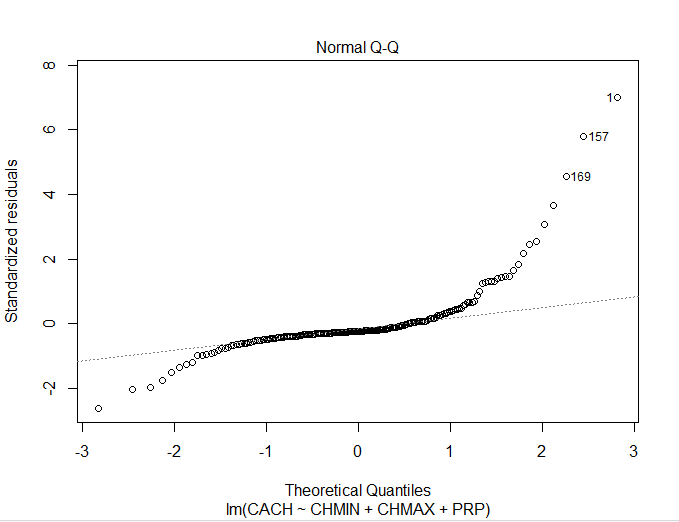 Normal Q-Q
8
6
4
2
0
-2
Standardized residuals
1
157
169
-3 -2 -1 0 1 2 3
Theoretical Quantiles
lm(CACH ~ CHMIN + CHMAX + PRP)